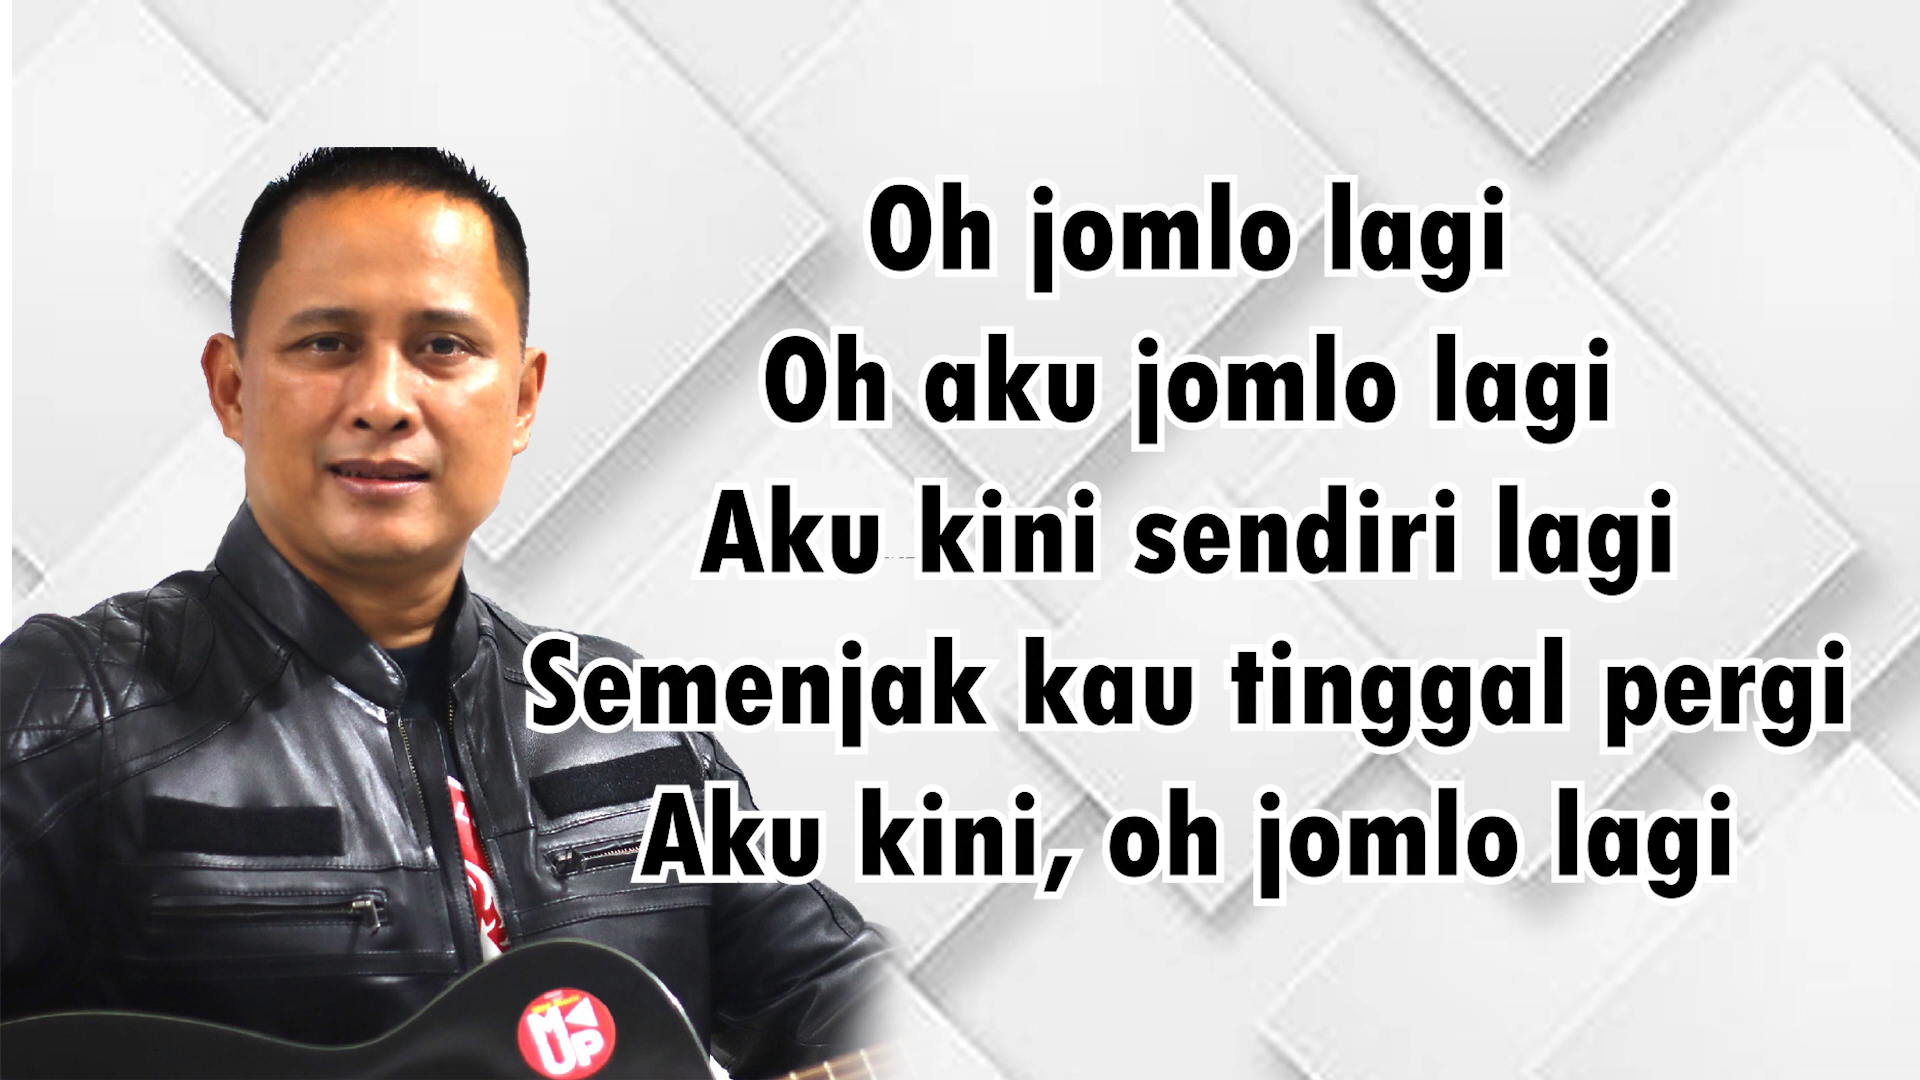 Oh jomlo lagi
Oh aku jomlo lagi
Aku kini sendiri lagi
Semenjak kau tinggal pergi
Aku kini, oh jomlo lagi
MUP